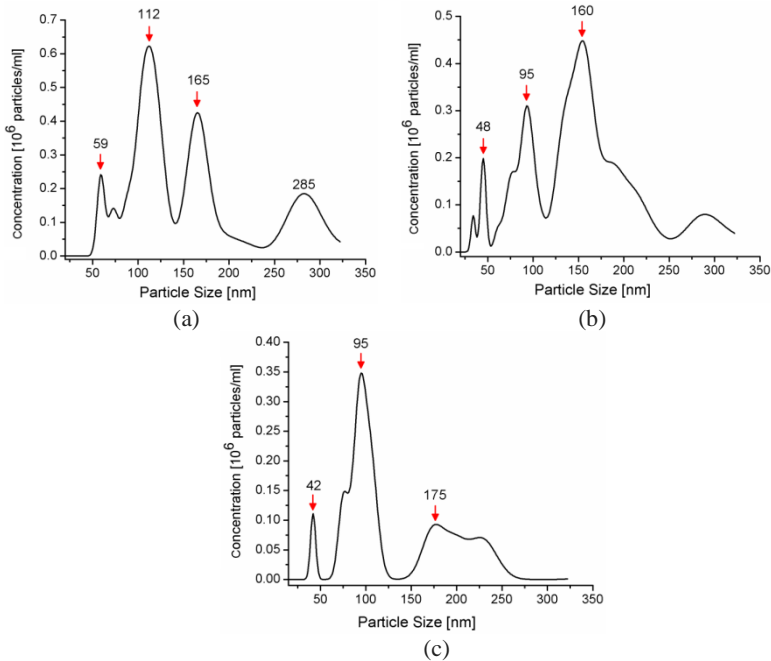 112
165
59
285
0.7
0.6
0.5
0.4
0.3
0.2
0.1
0.0
Concentration [10⁶ particles/ml]
50 100 150 200 250 300 350
Particle Size [nm]
(a)
160
95
48
0.5
0.4
0.3
0.2
0.1
0.0
Concentration [10⁶ particles/ml]
50 100 150 200 250 300 350
Particle Size [nm]
(b)
95
42
175
0.40
0.35
0.30
0.25
0.20
0.15
0.10
0.05
0.00
Concentration [10⁶ particles/ml]
50 100 150 200 250 300 350
Particle Size [nm]
(c)